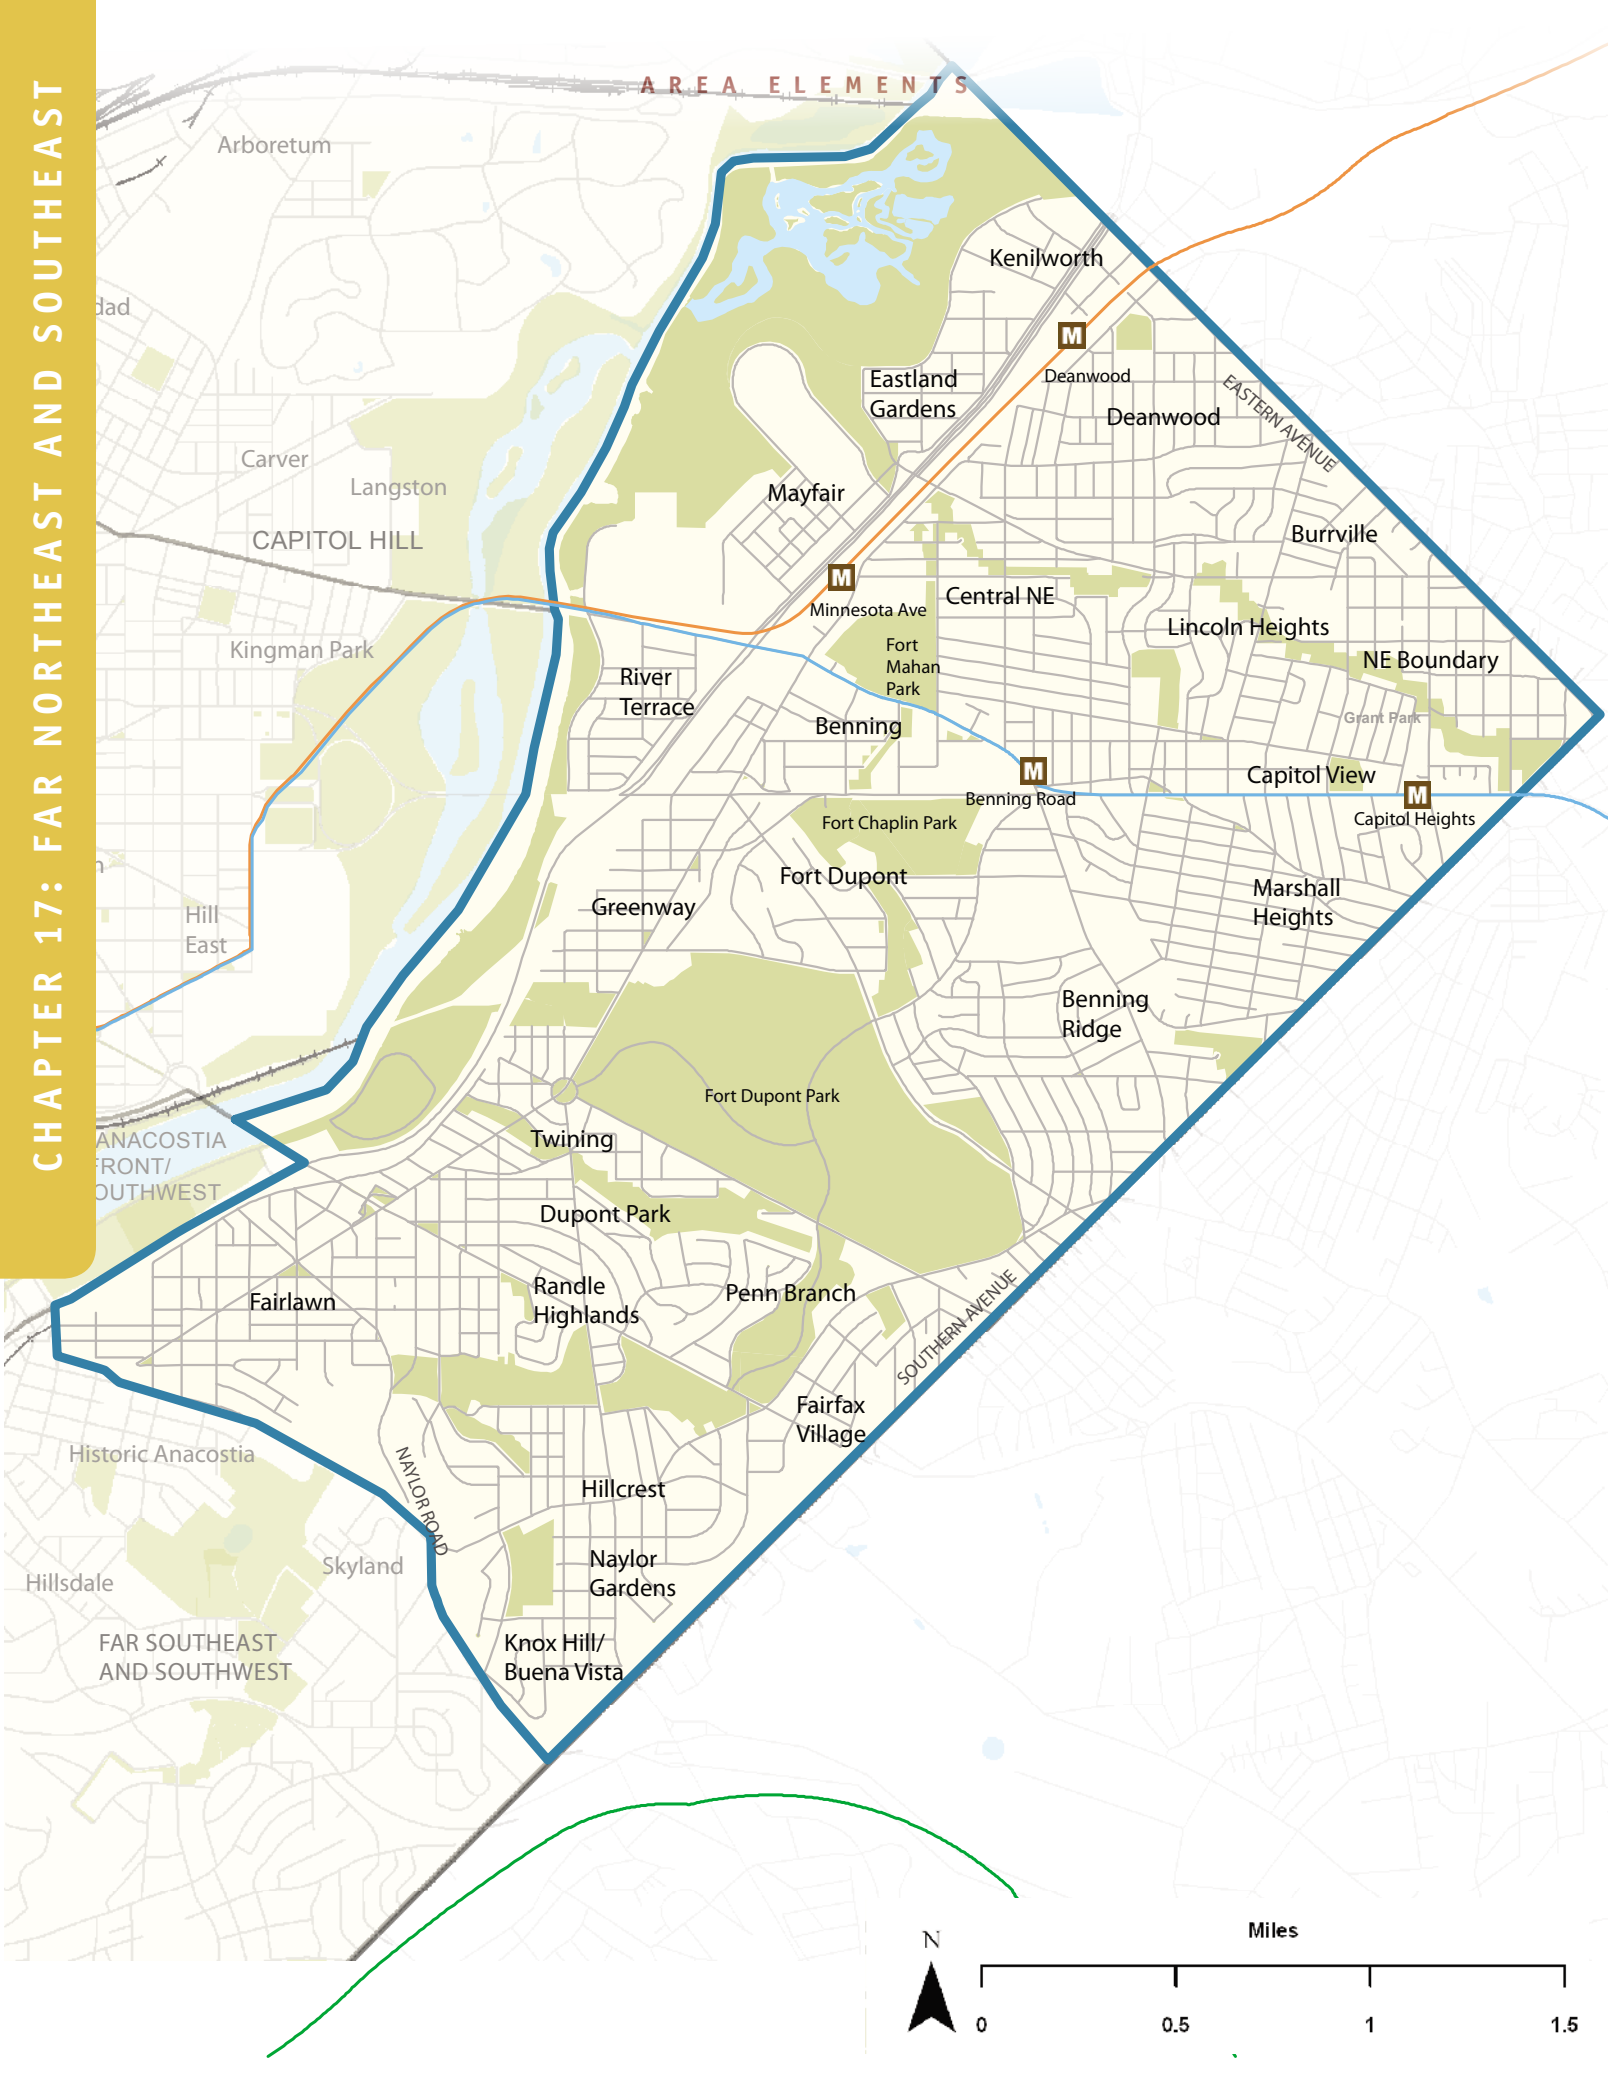 CHAPTER 17: FAR NORTHEAST AND SOUTHEAST
AREA ELEMENTS
Arboretum
Kenilworth
dad
M
Deanwood
Eastland
Gardens
Deanwood
EASTERN AVENUE
Carver
Langston
Mayfair
CAPITOL HILL
Burrville
M
Minnesota Ave
Central NE
Lincoln Heights
Kingman Park
Fort
Mahan
Park
NE Boundary
River
Terrace
Grant Park
Benning
M
Benning Road
Capitol View
M
Capitol Heights
Fort Chaplin Park
Fort Dupont
Marshall
Heights
Greenway
Hill
East
Benning
Ridge
Fort Dupont Park
Twining
ANACOSTIA
FRONT/
OUTHWEST
Dupont Park
Randle
Highlands
Penn Branch
Fairlawn
SOUTHERN AVENUE
Fairfax
Village
Historic Anacostia
NAYLOR ROAD
Hillcrest
Skyland
Naylor
Gardens
Hillsdale
FAR SOUTHEAST
AND SOUTHWEST
Knox Hill/
Buena Vista
Miles
N
0 0.5 1 1.5